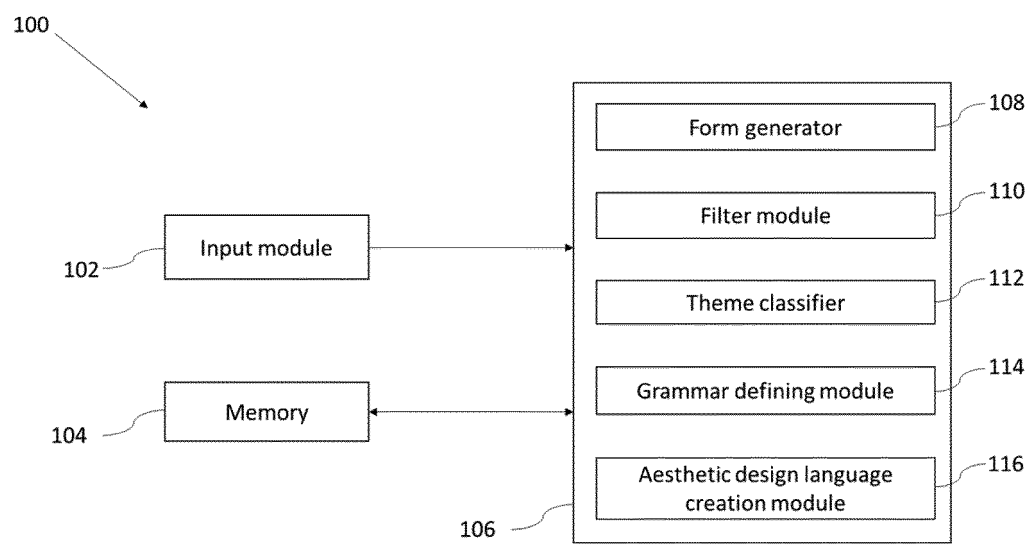 100
Form generator
108
Filter module
110
Input module
102
Theme classifier
112
Grammar defining module
114
Memory
104
Aesthetic design language
creation module
116
106